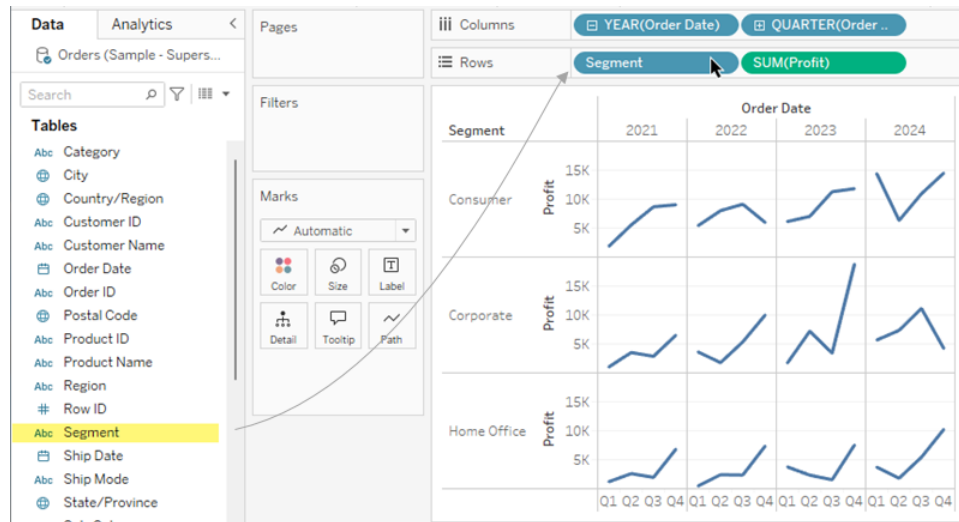 Data Analytics <
Orders (Sample - Supers...
Search
Tables
Abc Category
City
Country/Region
Abc Customer ID
Abc Customer Name
Order Date
Abc Order ID
Postal Code
Abc Product ID
Abc Product Name
Abc Region
# Row ID
Abc Segment
Ship Date
Abc Ship Mode
State/Province
Pages
Filters
Marks
Automatic
Color Size Label
Detail Tooltip Path
iii Columns YEAR(Order Date) QUARTER(Order ..
Rows Segment SUM(Profit)
Order Date
Segment 2021 2022 2023 2024
Consumer Profit 15K 10K 5K
Corporate Profit 15K 10K 5K
Home Office Profit 15K 10K 5K
Q1 Q2 Q3 Q4 Q1 Q2 Q3 Q4 Q1 Q2 Q3 Q4 Q1 Q2 Q3 Q4